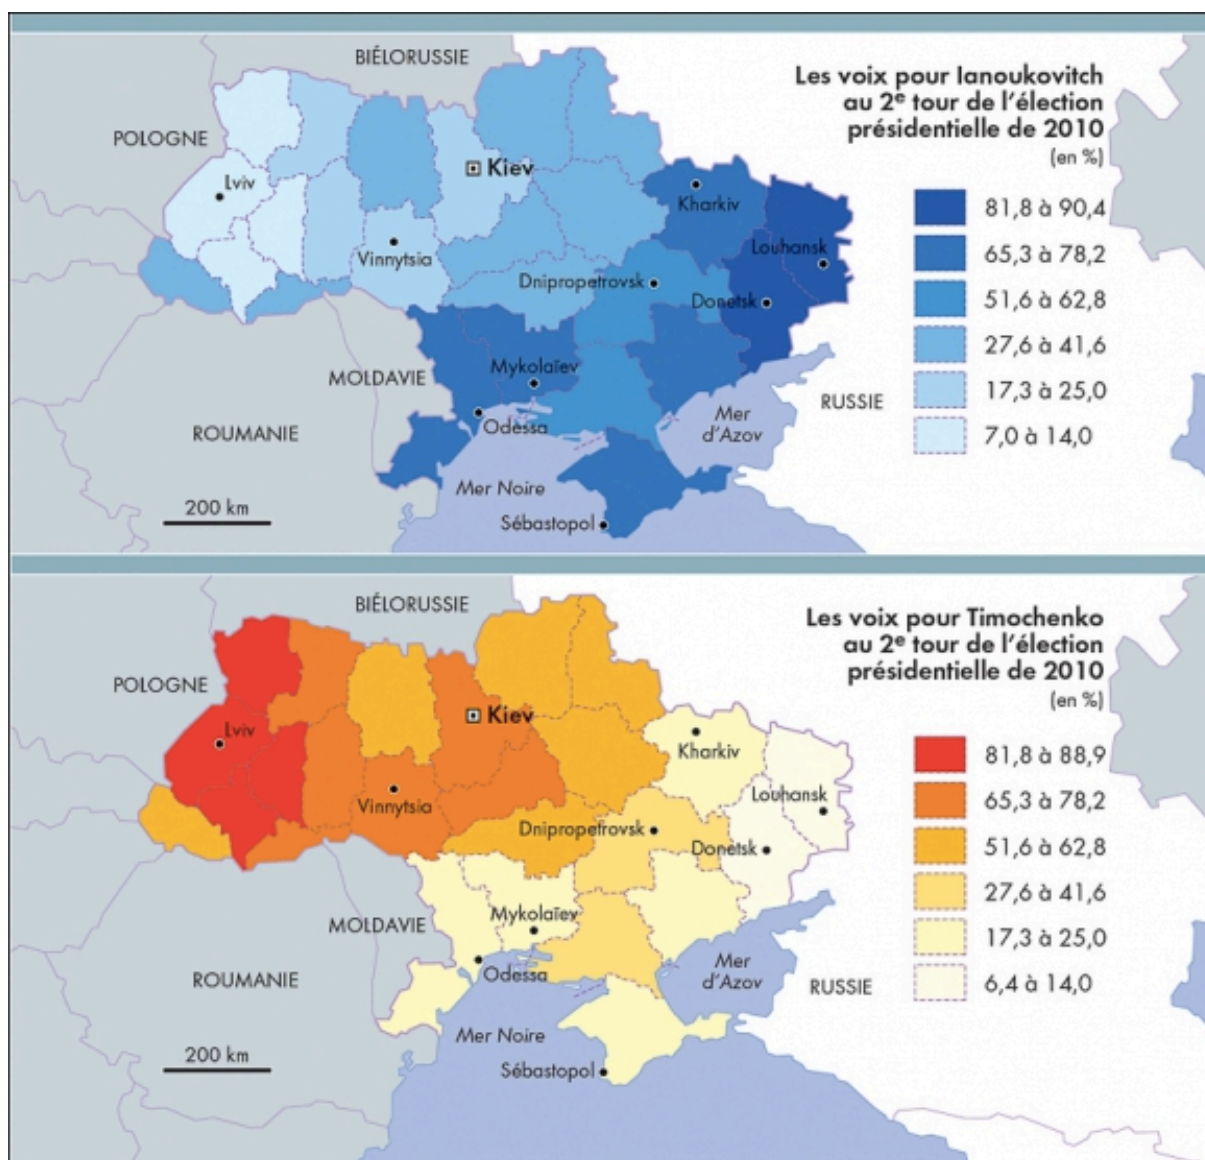 BIÉLORUSSIE
Les voix pour Ianoukovitch
au 2e tour de l'élection
présidentielle de 2010
(en %)
POLOGNE
Kiev
Lviv
Kharkiv
81,8 à 90,4
Louhansk
65,3 à 78,2
Vinnytsia
Dnipropetrovsk
Donetsk
51,6 à 62,8
27,6 à 41,6
Mykolaïev
MOLDAVIE
17,3 à 25,0
RUSSIE
Mer
d'Azov
Odessa
ROUMANIE
7,0 à 14,0
Mer Noire
200 km
Sébastopol
BIÉLORUSSIE
Les voix pour Timochenko
au 2e tour de l'élection
présidentielle de 2010
(en %)
POLOGNE
Kiev
Lviv
Kharkiv
81,8 à 88,9
Louhansk
65,3 à 78,2
Vinnytsia
Dnipropetrovsk
Donetsk
51,6 à 62,8
27,6 à 41,6
Mykolaïev
MOLDAVIE
17,3 à 25,0
Mer
d'Azov
Odessa
ROUMANIE
RUSSIE
6,4 à 14,0
Mer Noire
200 km
Sébastopol